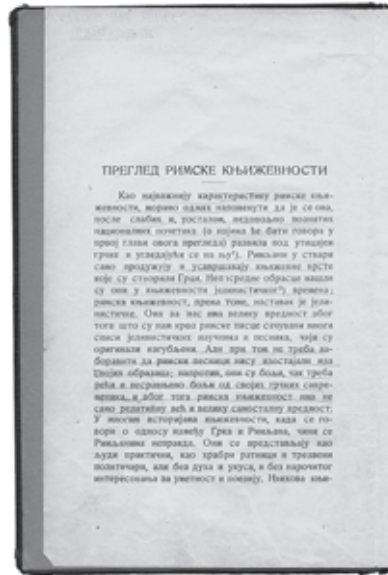 ПРЕГЛЕД РИМСКЕ КЊИЖЕВНОСТИ
Као најважнију карактеристику римске књи-
жевности, морамо одмах напоменути да је се она,
после слабих и, уосталом, недовољно познатих
националних почетака (о којима ће бити говора у
првој глави овога прегледа) развила под утицајем
грчке и угледајући се на њу¹). Римљани у ствари
само продужују и усавршавају књижевне врсте
које су створили Грци. Непосредне обрасце нашли
су они у књижевности јелинистичког²) времена;
римска књижевност, према томе, наставак је јели-
нистичке. Она за нас има велику вредност због
тога што су нам кроз римске писце сачувани многи
списи јелинистичких научника и песника, чији су
оригинали изгубљени. Али при том не треба за-
боравити да римски песници нису изостајали иза
својих образаца; напротив, они су бољи, чак треба
рећи и несравњено бољи од својих грчких савре-
меника, и због тога римска књижевност има не
само релативну већ и велику самосталну вредност.
У многим историјама књижевности, када се го-
вори о односу између Грка и Римљана, чини се
Римљанима неправда. Они се представљају као
људи практични, као храбри ратници и трезвени
политичари, али без духа и укуса, и без нарочитог
интересовања за уметност и поезију. Њихова књи-